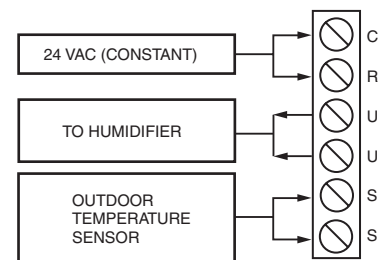 24 VAC (CONSTANT)
TO HUMIDIFIER
OUTDOOR
TEMPERATURE
SENSOR
C
R
U
U
S
S